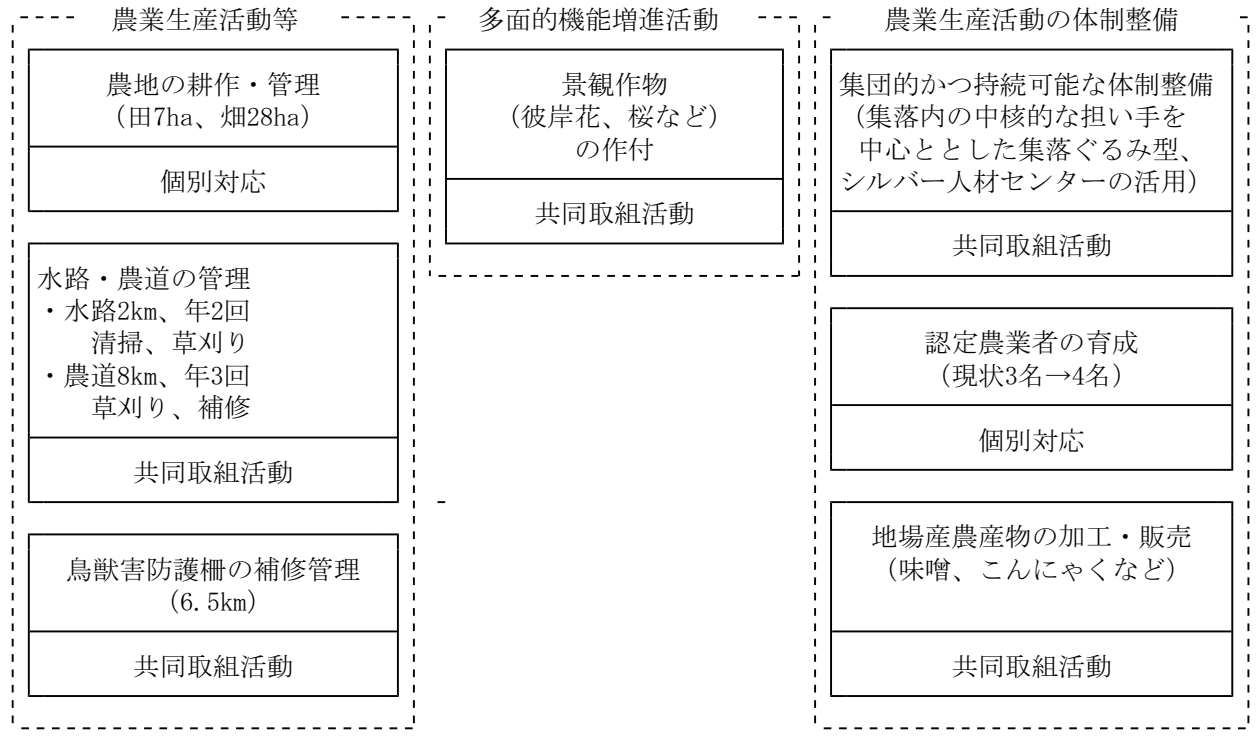 農業生産活動等
農地の耕作・管理
（田7ha、畑28ha）
個別対応
水路・農道の管理
・水路2km、年2回
清掃、草刈り
・農道8km、年3回
草刈り、補修
共同取組活動
鳥獣害防護柵の補修管理
（6.5km）
共同取組活動
多面的機能増進活動
景観作物
（彼岸花、桜など）
の作付
共同取組活動
農業生産活動の体制整備
集団的かつ持続可能な体制整備
（集落内の中核的な担い手を
中心ととした集落ぐるみ型、
シルバー人材センターの活用）
共同取組活動
認定農業者の育成
（現状3名→4名）
個別対応
地場産農産物の加工・販売
（味噌、こんにゃくなど）
共同取組活動